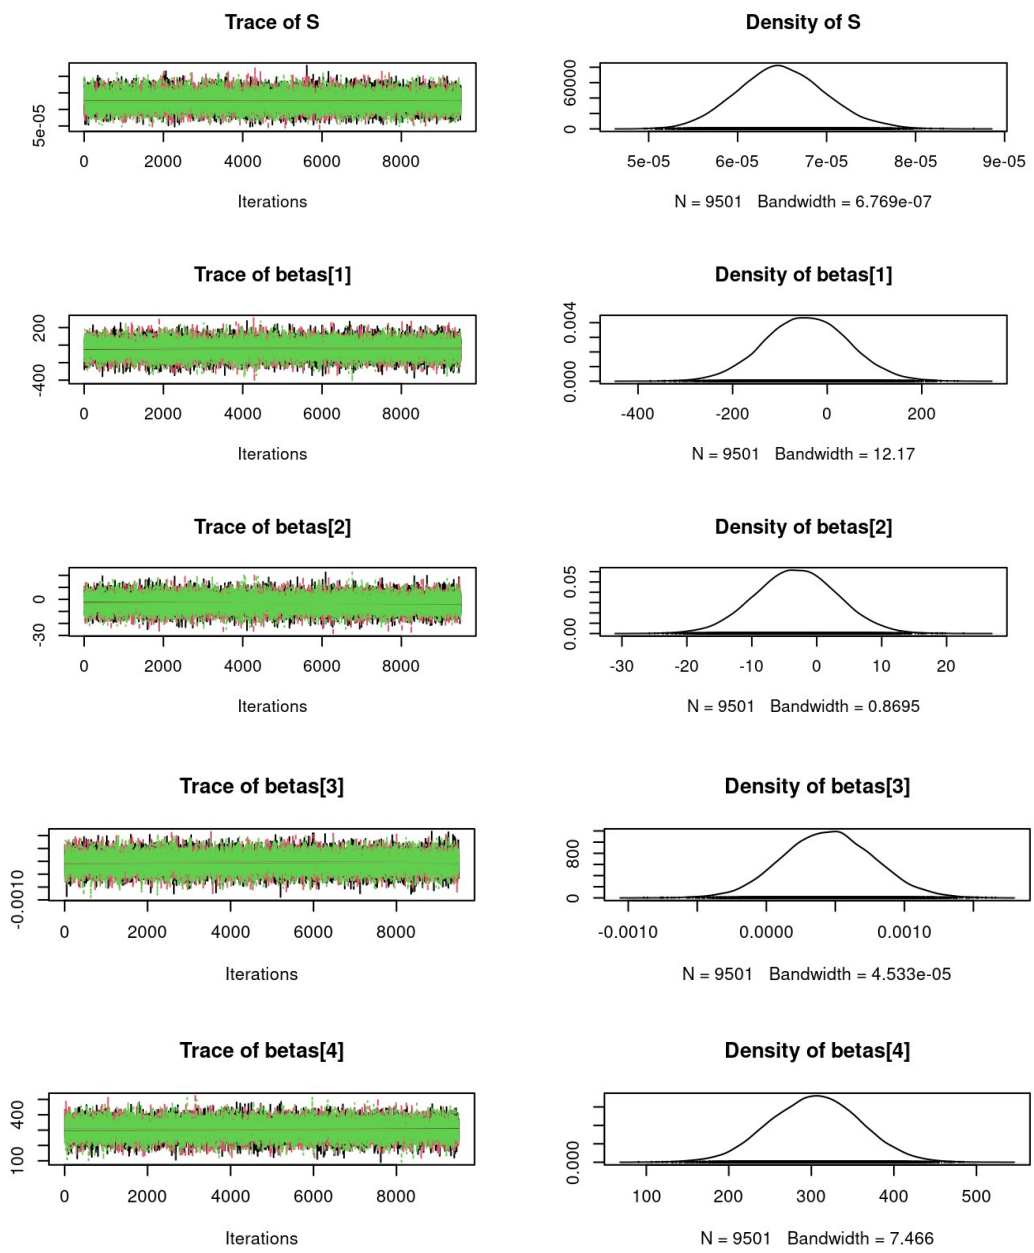 Trace of S
5e-05
0 2000 4000 6000 8000
Iterations
Density of S
0 60000
5e-05 6e-05 7e-05 8e-05 9e-05
N = 9501 Bandwidth = 6.769e-07
Trace of betas[1]
-400 200
0 2000 4000 6000 8000
Iterations
Density of betas[1]
0.000 0.004
-400 -200 0 200
N = 9501 Bandwidth = 12.17
Trace of betas[2]
-30 0
0 2000 4000 6000 8000
Iterations
Density of betas[2]
0.00 0.05
-30 -20 -10 0 10 20
N = 9501 Bandwidth = 0.8695
Trace of betas[3]
-0.0010
0 2000 4000 6000 8000
Iterations
Density of betas[3]
0 800
-0.0010 0.0000 0.0010
N = 9501 Bandwidth = 4.533e-05
Trace of betas[4]
100 400
0 2000 4000 6000 8000
Iterations
Density of betas[4]
0.000
100 200 300 400 500
N = 9501 Bandwidth = 7.466